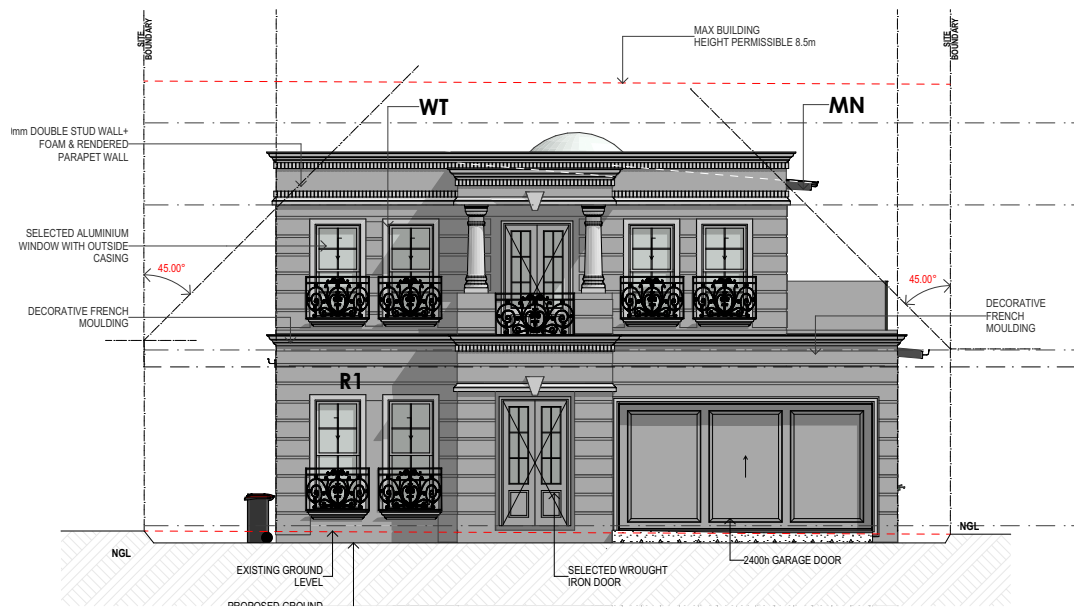 SITE
BOUNDARY
SITE
BOUNDARY
MAX BUILDING
HEIGHT PERMISSIBLE 8.5m
WT
MN
mm DOUBLE STUD WALL+
FOAM & RENDERED
PARAPET WALL
SELECTED ALUMINIUM
WINDOW WITH OUTSIDE
CASING
45.00°
45.00°
DECORATIVE FRENCH
MOULDING
DECORATIVE
FRENCH
MOULDING
R1
NGL
NGL
EXISTING GROUND
LEVEL
SELECTED WROUGHT
IRON DOOR
2400h GARAGE DOOR
PROPOSED GROUND